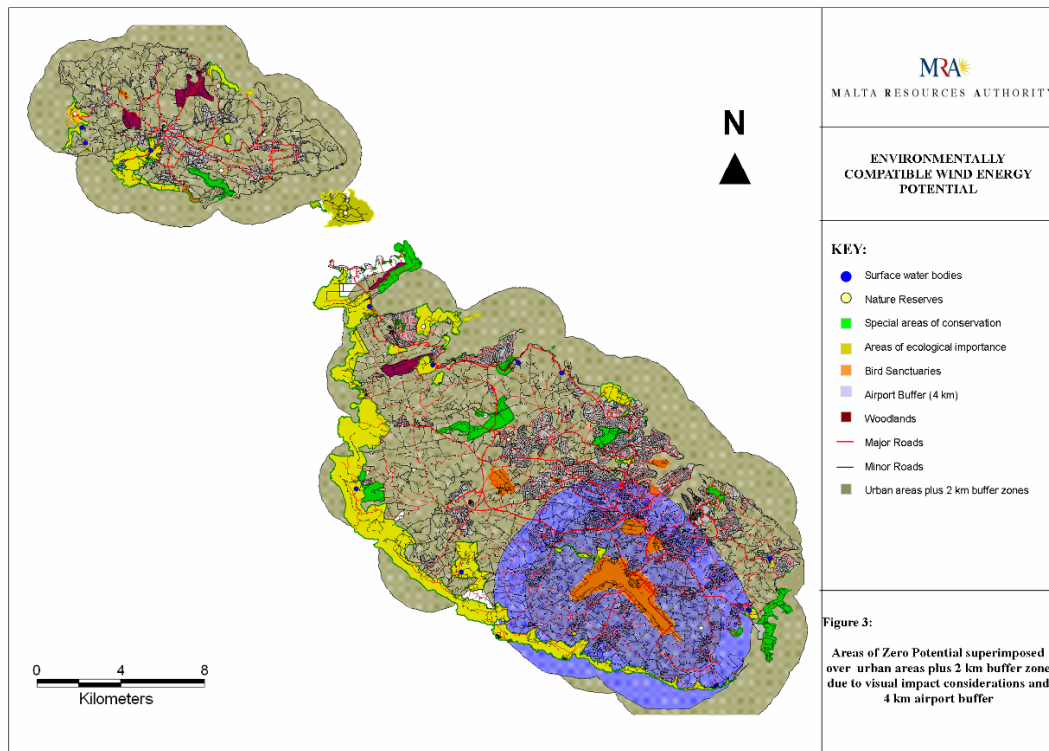 MRA
MALTA RESOURCES AUTHORITY
ENVIRONMENTALLY
COMPATIBLE WIND ENERGY
POTENTIAL
N
KEY:
Surface water bodies
Nature Reserves
Special areas of conservation
Areas of ecological importance
Bird Sanctuaries
Airport Buffer (4 km)
Woodlands
Major Roads
Minor Roads
Urban areas plus 2 km buffer zones
Figure 3:
Areas of Zero Potential superimposed
over urban areas plus 2 km buffer zone
due to visual impact considerations and
4 km airport buffer
0 4 8
Kilometers